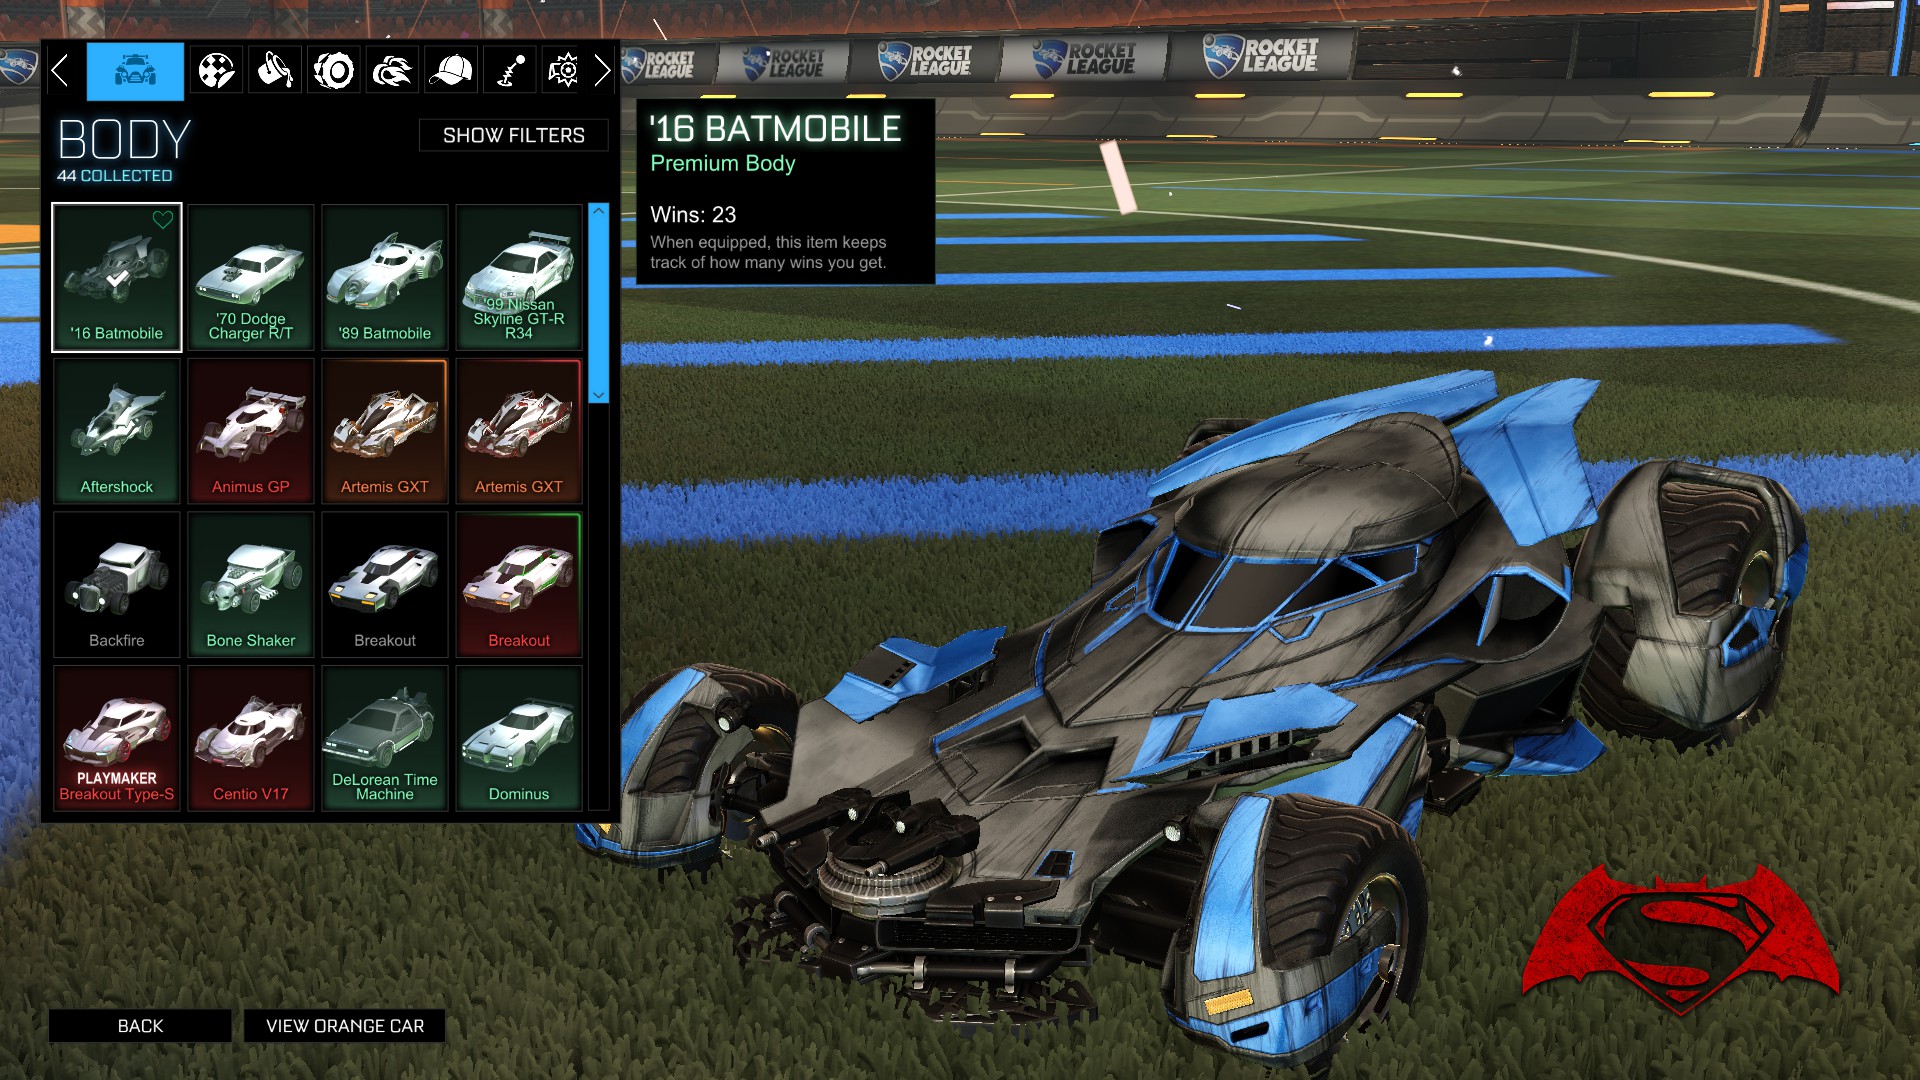 ROCKET
LEAGUE
ROCKET
LEAGUE
ROCKET
LEAGUE
ROCKET
LEAGUE
ROCKET
LEAGUE
BODY
44 COLLECTED
SHOW FILTERS
'16 BATMOBILE
Premium Body
Wins: 23
When equipped, this item keeps
track of how many wins you get.
'16 Batmobile
'70 Dodge
Charger R/T
'89 Batmobile
'99 Nissan
Skyline GT-R
R34
Aftershock
Animus GP
Artemis GXT
Artemis GXT
Backfire
Bone Shaker
Breakout
Breakout
PLAYMAKER
Breakout Type-S
Centio V17
DeLorean Time
Machine
Dominus
BACK
VIEW ORANGE CAR